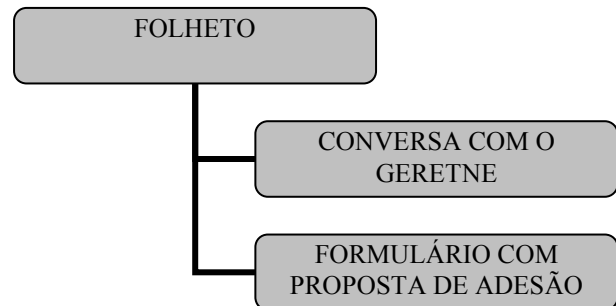 FOLHETO
CONVERSA COM O
GERETNE
FORMULÁRIO COM
PROPOSTA DE ADESÃO